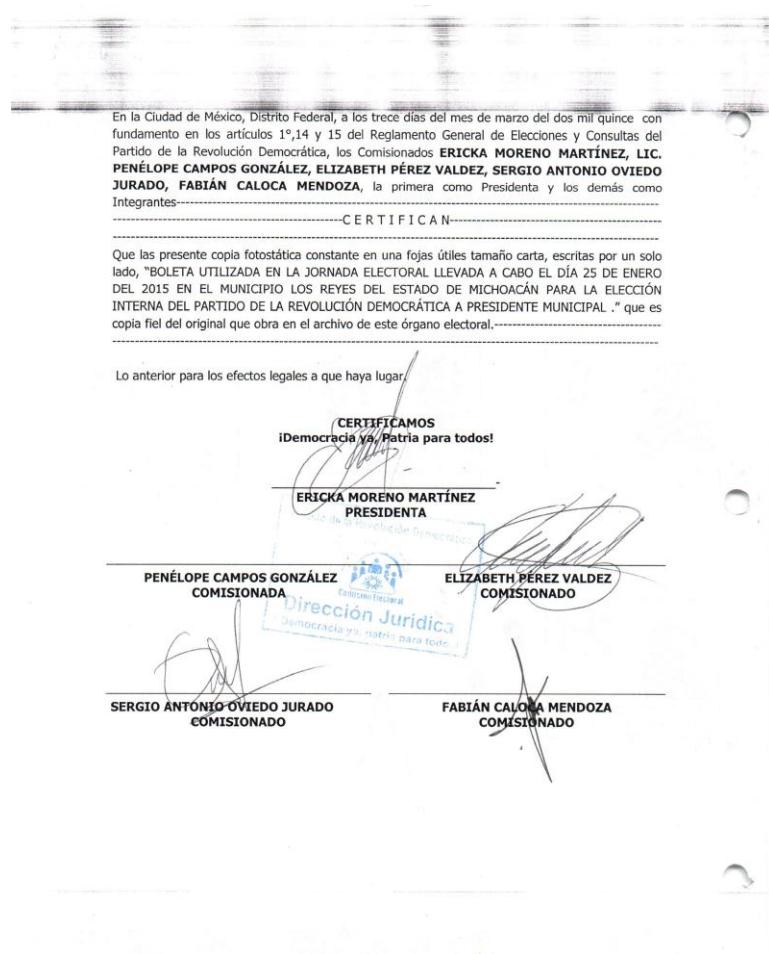 En la Ciudad de México, Distrito Federal, a los trece días del mes de marzo del dos mil quince con
fundamento en los artículos 1°,14 y 15 del Reglamento General de Elecciones y Consultas del
Partido de la Revolución Democrática, los Comisionados ERICKA MORENO MARTÍNEZ, LIC.
PENÉLOPE CAMPOS GONZÁLEZ, ELIZABETH PÉREZ VALDEZ, SERGIO ANTONIO OVIEDO
JURADO, FABIÁN CALOCA MENDOZA, la primera como Presidenta y los demás como
Integrantes---
---C E R T I F I C A N---
Que las presente copia fotostática constante en una fojas útiles tamaño carta, escritas por un solo
lado, “BOLETA UTILIZADA EN LA JORNADA ELECTORAL LLEVADA A CABO EL DÍA 25 DE ENERO
DEL 2015 EN EL MUNICIPIO LOS REYES DEL ESTADO DE MICHOACÁN PARA LA ELECCIÓN
INTERNA DEL PARTIDO DE LA REVOLUCIÓN DEMOCRÁTICA A PRESIDENTE MUNICIPAL .” que es
copia fiel del original que obra en el archivo de este órgano electoral.---
Lo anterior para los efectos legales a que haya lugar.
CERTIFICAMOS
¡Democracia ya, Patria para todos!
ERICKA MORENO MARTÍNEZ
PRESIDENTA
de la Revolución Democrática
PENÉLOPE CAMPOS GONZÁLEZ
COMISIONADA
ELIZABETH PÉREZ VALDEZ
COMISIONADO
Comisión Electoral
Dirección Jurídica
Democracia ya, patria para todos
SERGIO ANTONIO OVIEDO JURADO
COMISIONADO
FABIÁN CALOCA MENDOZA
COMISIONADO